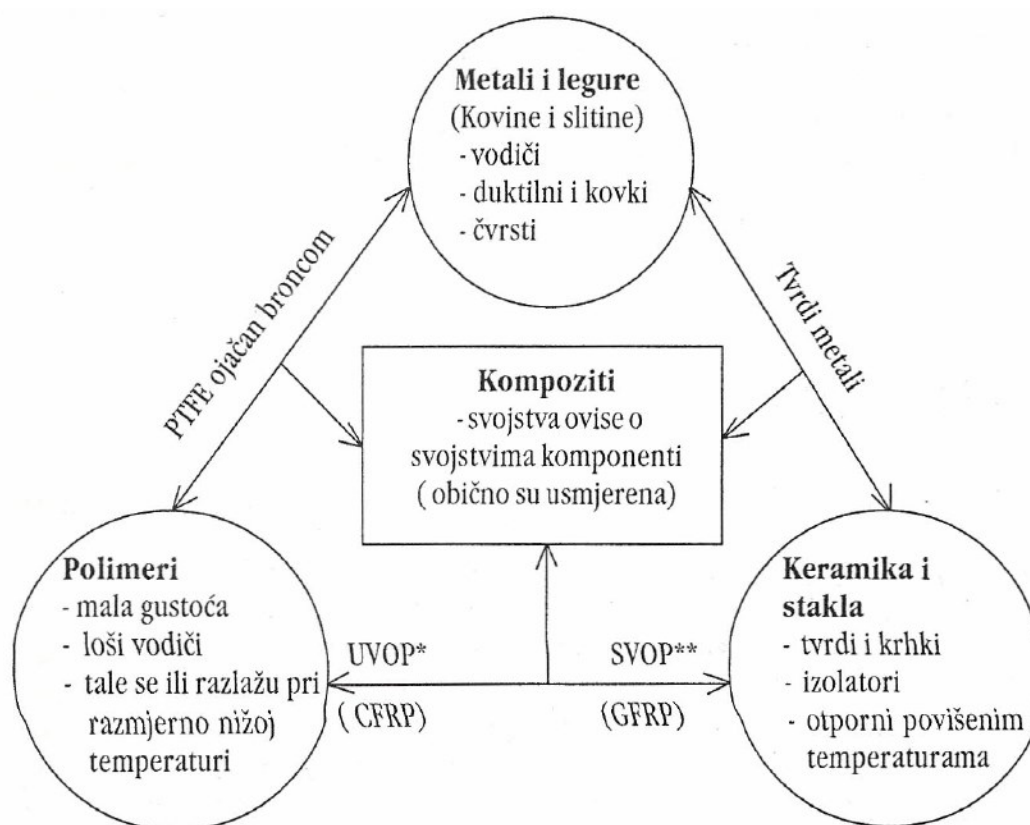 Metali i legure
(Kovine i slitine)
- vodiči
- duktilni i kovki
- čvrsti
PTFE ojačan broncom
Tvrdi metali
Kompoziti
- svojstva ovise o
svojstvima komponenti
( obično su usmjerena)
Polimeri
- mala gustoća
- loši vodiči
- tale se ili razlažu pri
razmjerno nižoj
temperaturi
UVOP*
( CFRP)
SVOP**
(GFRP)
Keramika i
stakla
- tvrdi i krhki
- izolatori
- otporni povišenim
temperaturama